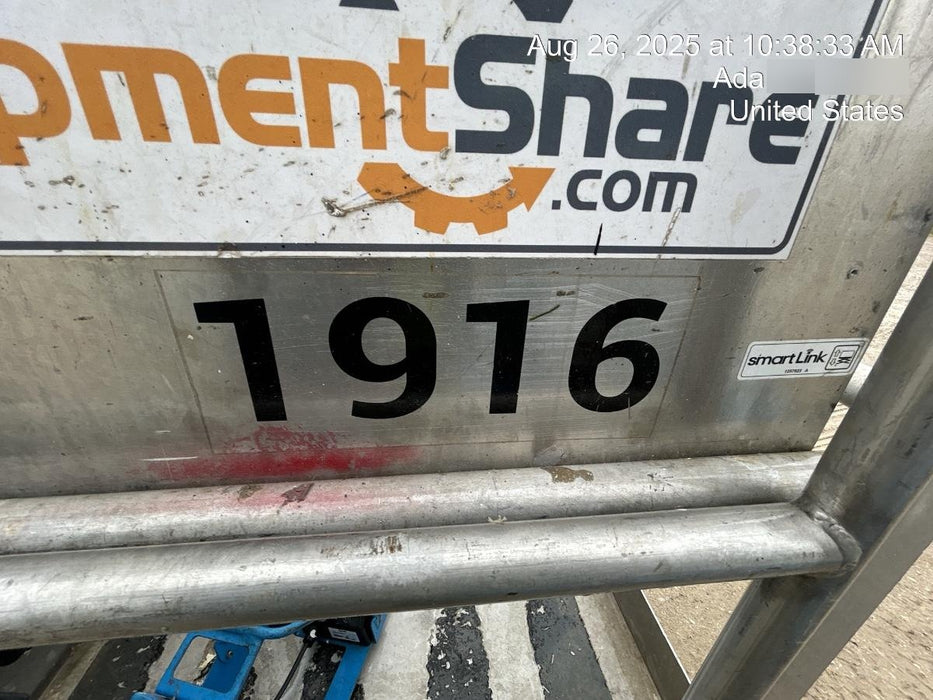 Aug 26, 2025 at 10:38:33 AM
Ada
United States
pmentShare
.com
1916
smartLink